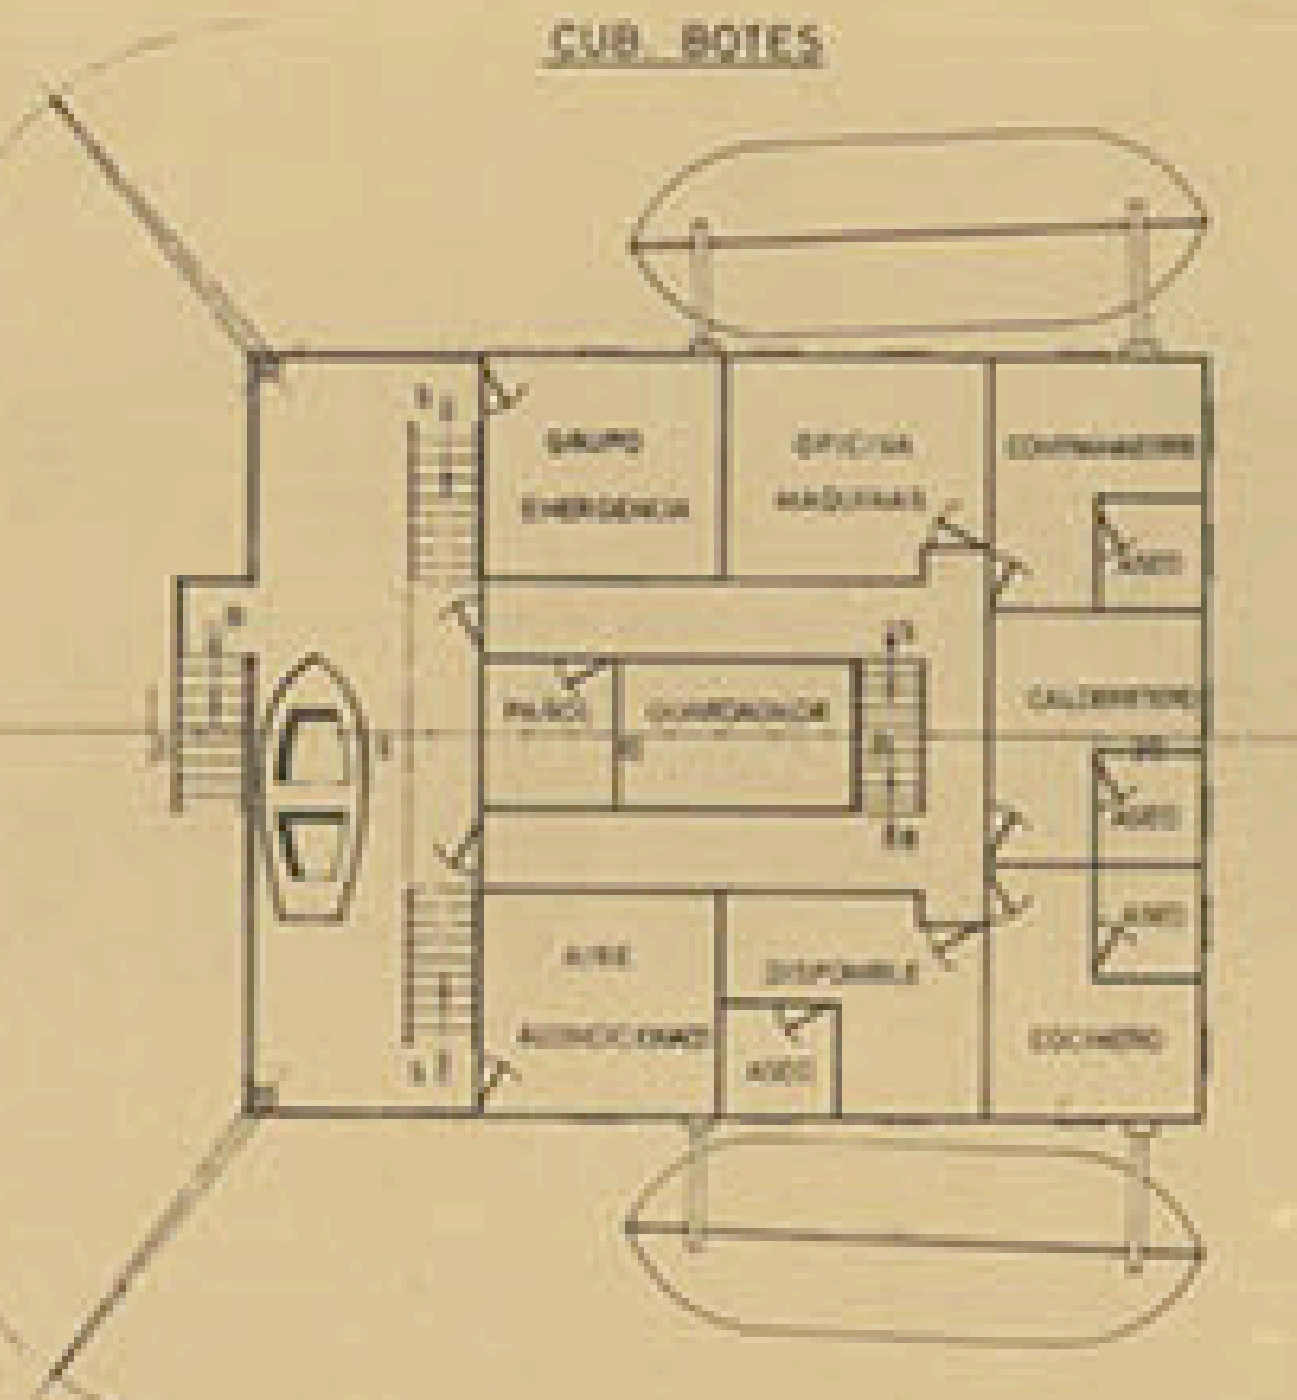 CUB. BOTES
GRUPO
EMERGENCIA
OFICINA
MAQUINAS
CONTRAMAESTRE
ASEO
PAÑOL
CALDERETERO
ASEO
ASEO
AIRE
ACONDICIONADO
DISPONIBLE
ASEO
COCINERO